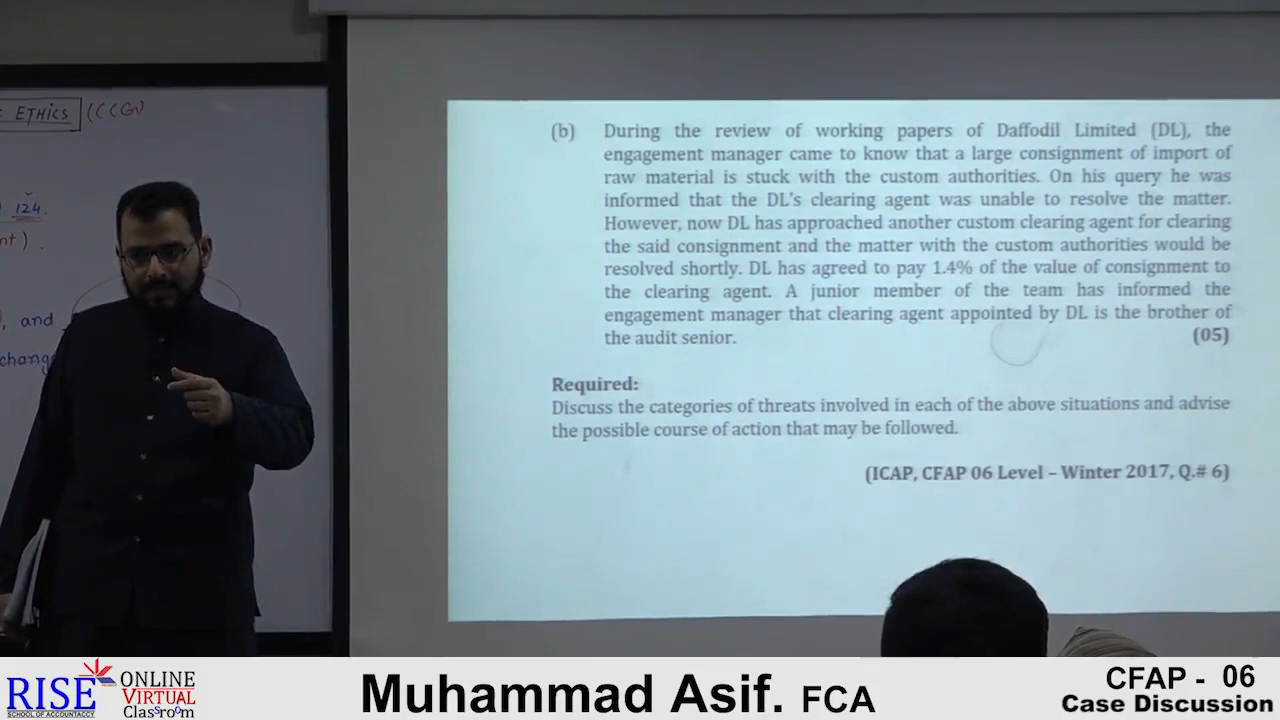 ETHICS (CCGV)
124.
nt).
, and
change
(b) During the review of working papers of Daffodil Limited (DL), the
engagement manager came to know that a large consignment of import of
raw material is stuck with the custom authorities. On his query he was
informed that the DL's clearing agent was unable to resolve the matter.
However, now DL has approached another custom clearing agent for clearing
the said consignment and the matter with the custom authorities would be
resolved shortly. DL has agreed to pay 1.4% of the value of consignment to
the clearing agent. A junior member of the team has informed the
engagement manager that clearing agent appointed by DL is the brother of
the audit senior. (05)
Required:
Discuss the categories of threats involved in each of the above situations and advise
the possible course of action that may be followed.
(ICAP, CFAP 06 Level – Winter 2017, Q.# 6)
RISE
SCHOOL OF ACCOUNTANCY
ONLINE
VIRTUAL
Classroom
Muhammad Asif. FCA
CFAP - 06
Case Discussion